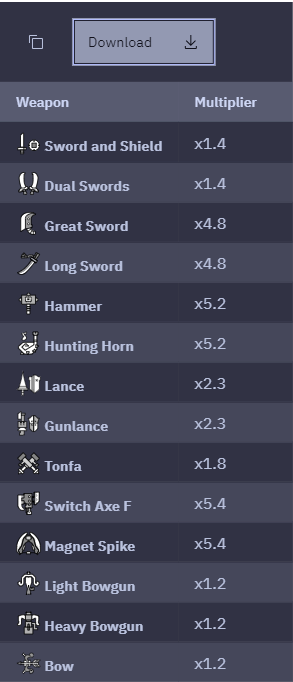 Download
Weapon Multiplier
Sword and Shield x1.4
Dual Swords x1.4
Great Sword x4.8
Long Sword x4.8
Hammer x5.2
Hunting Horn x5.2
Lance x2.3
Gunlance x2.3
Tonfa x1.8
Switch Axe F x5.4
Magnet Spike x5.4
Light Bowgun x1.2
Heavy Bowgun x1.2
Bow x1.2